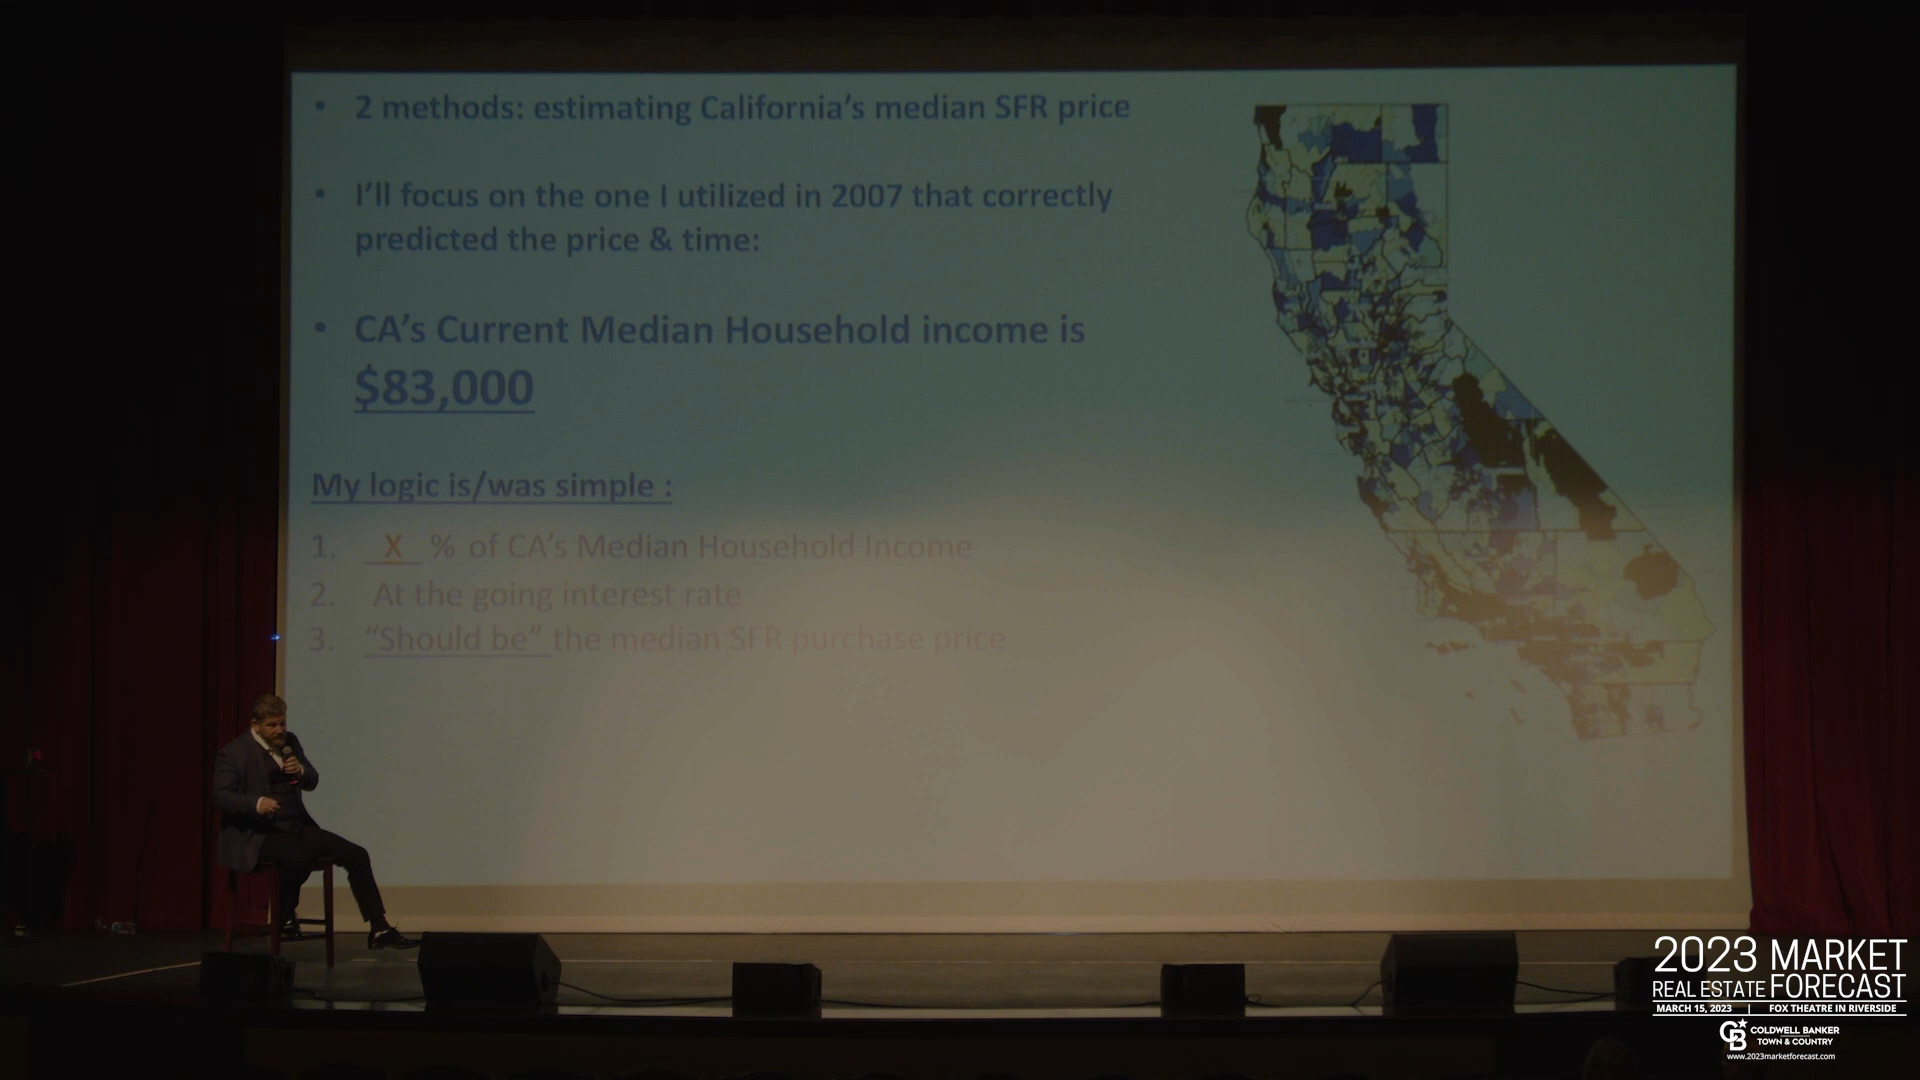 • 2 methods: estimating California's median SFR price
• I'll focus on the one I utilized in 2007 that correctly
predicted the price & time:
• CA's Current Median Household income is
$83,000
My logic is/was simple :
1. X % of CA's Median Household Income
2. At the going interest rate
3. "Should be" the median SFR purchase price
2023 MARKET
REAL ESTATE FORECAST
MARCH 15, 2023 | FOX THEATRE IN RIVERSIDE
CB COLDWELL BANKER
TOWN & COUNTRY
www.2023marketforecast.com